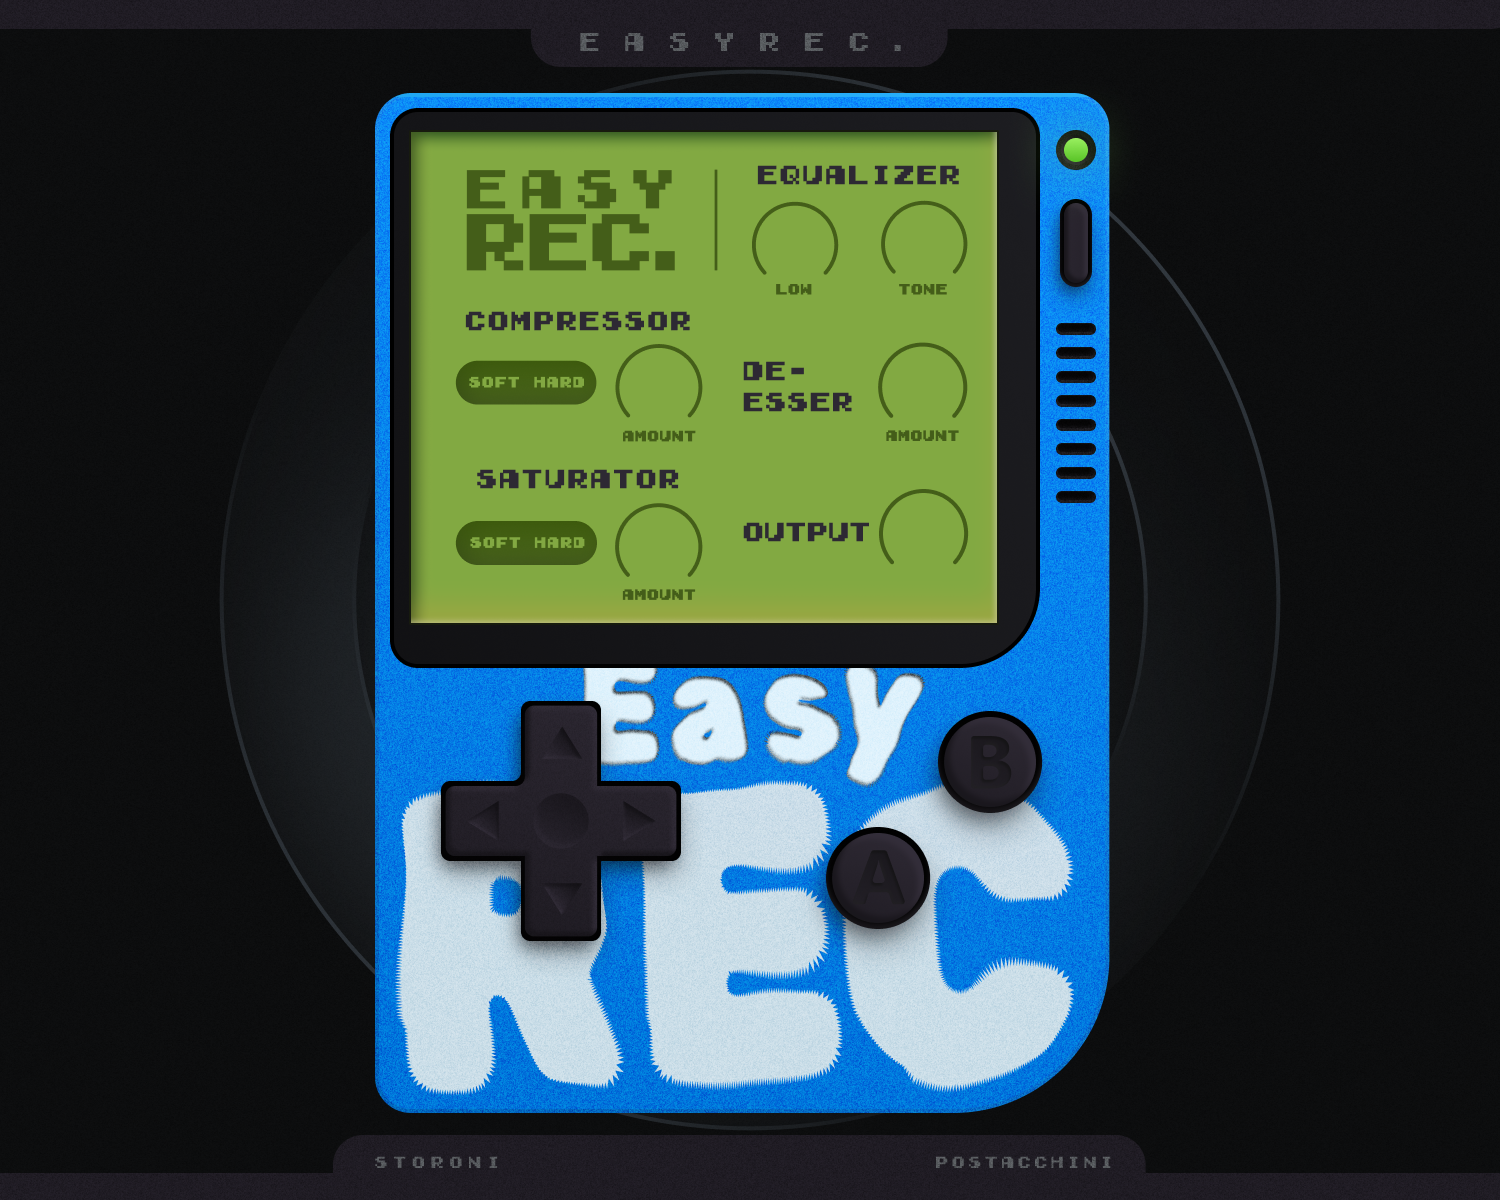 EASYREC.
EASY
REC.
EQUALIZER
LOW
TONE
COMPRESSOR
SOFT HARD
AMOUNT
DE-
ESSER
AMOUNT
SATURATOR
SOFT HARD
AMOUNT
OUTPUT
Easy
REC
B
A
STORONI
POSTACCHINI